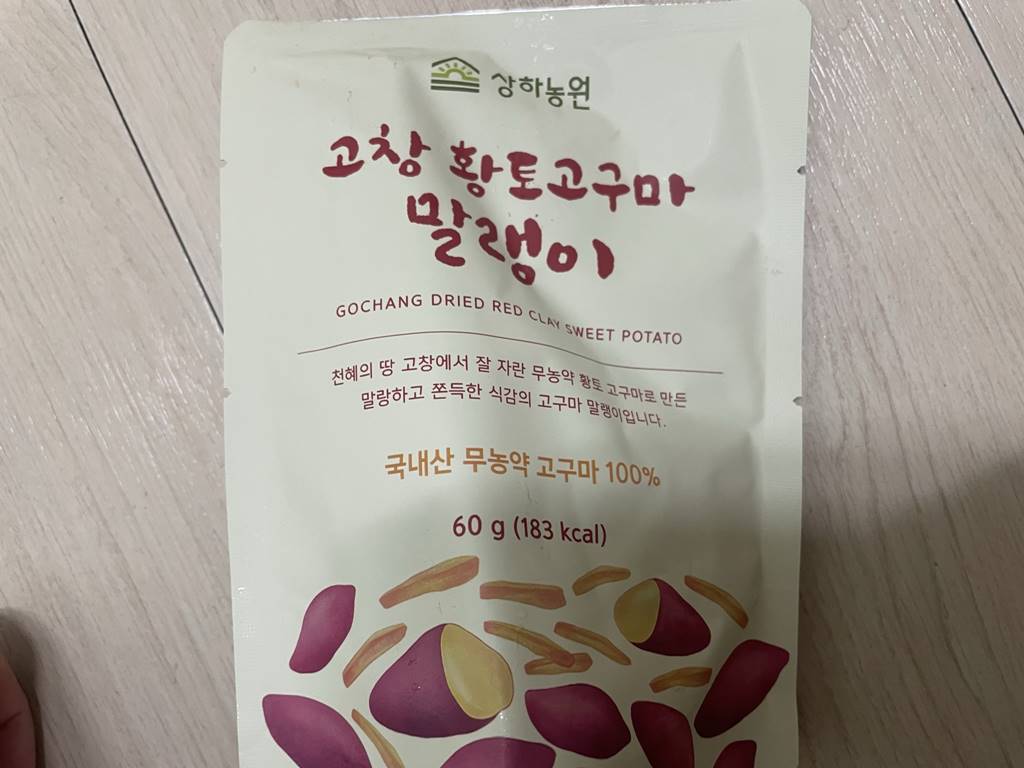 상하농원
고창 황토고구마
말랭이
GOCHANG DRIED RED CLAY SWEET POTATO
천혜의 땅 고창에서 잘 자란 무농약 황토 고구마로 만든
말랑하고 쫀득한 식감의 고구마 말랭이입니다.
국내산 무농약 고구마 100%
60 g (183 kcal)